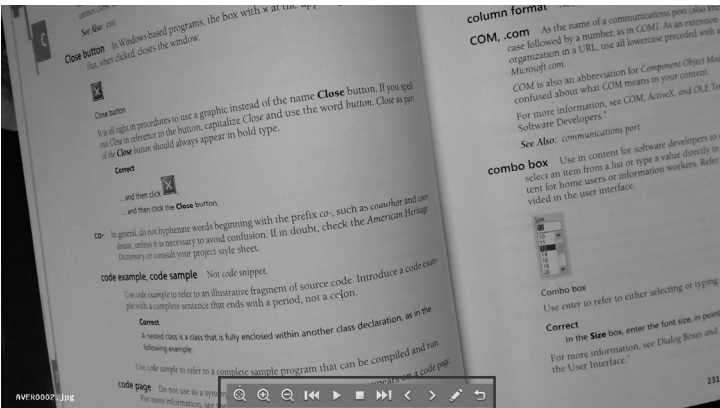 See Also: exit
Close button In Windows-based programs, the box with × at the
that, when clicked, closes the window.
Close button
It is all right in procedures to use a graphic instead of the name Close button. If you spell
out Close in reference to the button, capitalize Close and use the word button. Close as part
of the Close button should always appear in bold type.
Correct
... and then click
... and then click the Close button.
co- In general, do not hyphenate words beginning with the prefix co-, such as coauthor and coor-
dinate, unless it is necessary to avoid confusion. If in doubt, check the American Heritage
Dictionary or consult your project style sheet.
code example, code sample Not code snippet.
Use code example to refer to an illustrative fragment of source code. Introduce a code exam-
ple with a complete sentence that ends with a period, not a colon.
Correct
A nested class is a class that is fully enclosed within another class declaration, as in the
following example.
Use code sample to refer to a complete sample program that can be compiled and run.
code page Do not use as a synonym
appears on a code page
For more information, see
C
column format
COM, .com As the name of a communications port (also
case followed by a number, as in COM1. As an extension
organization in a URL, use all lowercase preceded with a
Microsoft.com.
COM is also an abbreviation for Component Object
confused about what COM means in your content.
For more information, see COM, ActiveX, and OLE
Software Developers."
See Also: communications port
combo box Use in content for software developers to
select an item from a list or type a value directly in
tent for home users or information workers. Refer
vided in the user interface.
Size
10
11
12
14
16
18
20
Combo box
Use enter to refer to either selecting or typing
Correct
In the Size box, enter the font size, in
For more information, see Dialog Boxes and
the User Interface."
231
AVER0002.jpg